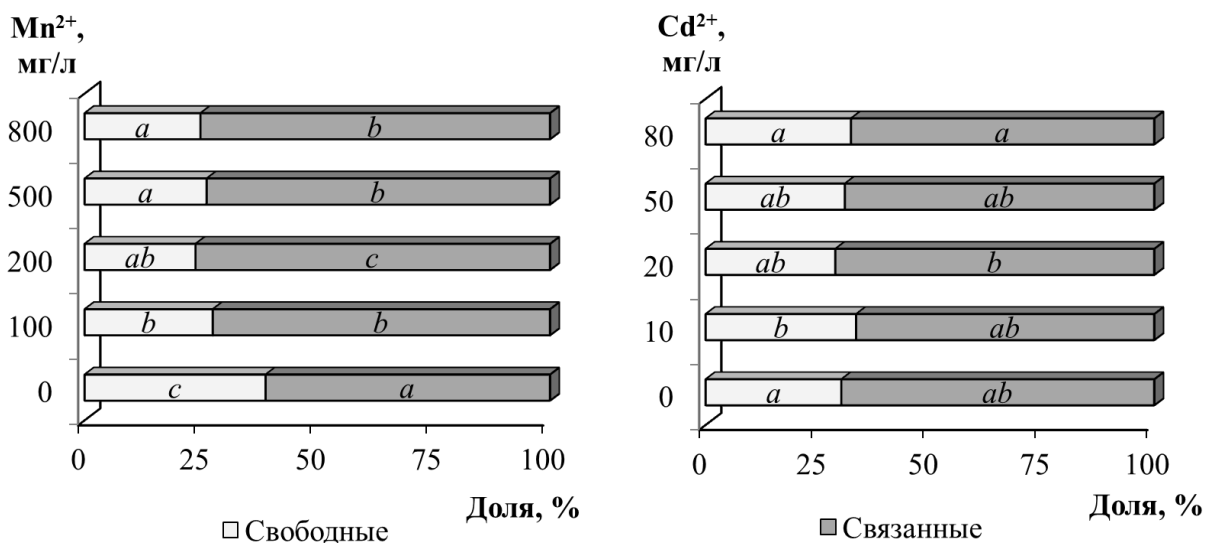 Mn²⁺,
мг/л
800 a b
500 a b
200 ab c
100 b b
0 c a
0 25 50 75 100
Доля, %
Cd²⁺,
мг/л
80 a a
50 ab ab
20 ab b
10 b ab
0 a ab
0 25 50 75 100
Доля, %
Свободные
Связанные